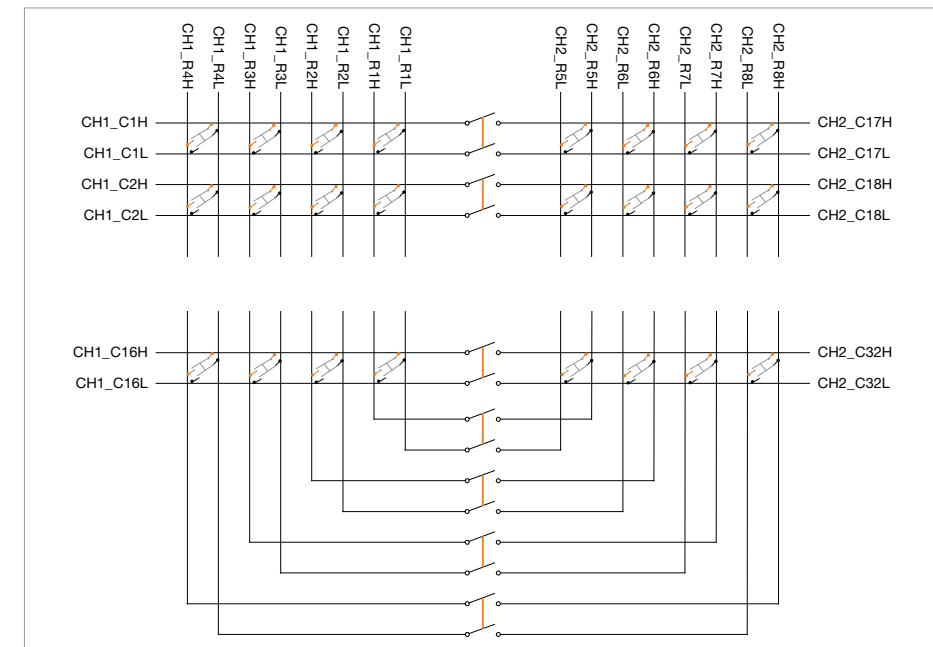 CH1_R4H
CH1_R4L
CH1_R3H
CH1_R3L
CH1_R2H
CH1_R2L
CH1_R1H
CH1_R1L
CH2_R5L
CH2_R5H
CH2_R6L
CH2_R6H
CH2_R7L
CH2_R7H
CH2_R8L
CH2_R8H
CH1_C1H
CH2_C17H
CH1_C1L
CH2_C17L
CH1_C2H
CH2_C18H
CH1_C2L
CH2_C18L
CH1_C16H
CH2_C32H
CH1_C16L
CH2_C32L